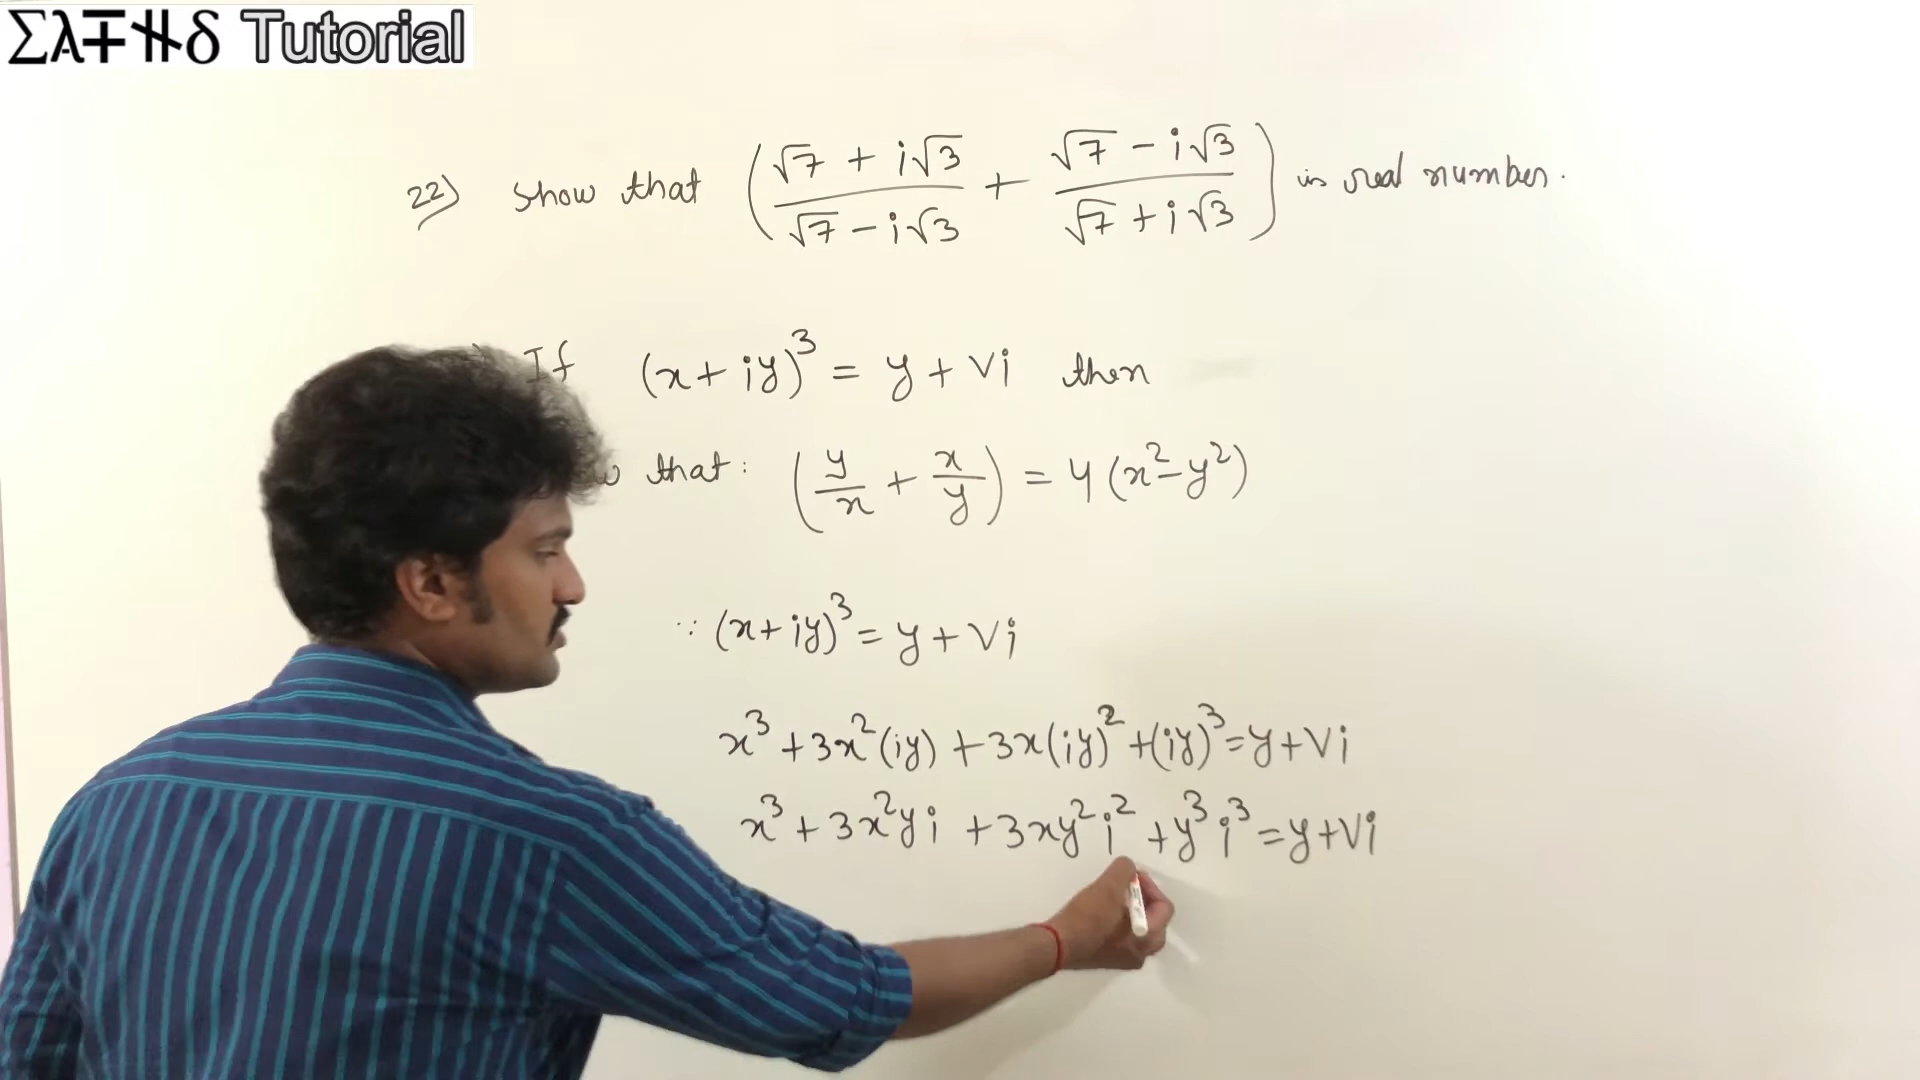 Σλ∓ℍδ Tutorial
22) Show that (√7 + i√3 / √7 - i√3 + √7 - i√3 / √7 + i√3) is real number.
If (x + iy)³ = y + Vi then
that: (y/x + x/y) = 4(x² - y²)
∵ (x + iy)³ = y + Vi
x³ + 3x²(iy) + 3x(iy)² + (iy)³ = y + Vi
x³ + 3x²yi + 3xy²i² + y³i³ = y + Vi